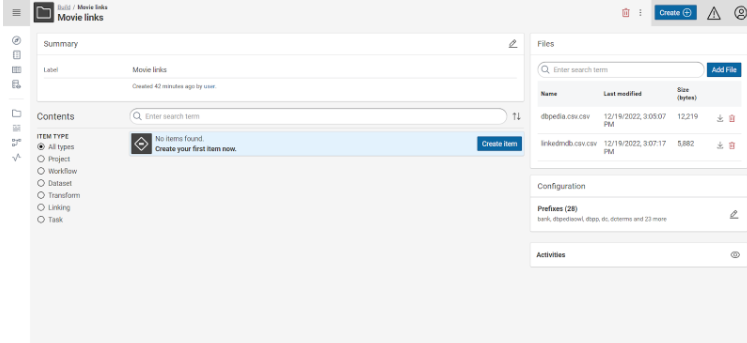 Build / Movie links
Movie links
Create
Summary
Label
Movie links
Created 42 minutes ago by user.
Contents
Enter search term
ITEM TYPE
All types
Project
Workflow
Dataset
Transform
Linking
Task
No items found.
Create your first item now.
Create item
Files
Enter search term
Add File
Name Last modified Size (bytes)
dbpedia.csv.csv 12/19/2022, 3:05:07 PM 12,219
linkedmdb.csv.csv 12/19/2022, 3:07:17 PM 5,882
Configuration
Prefixes (28)
bank, dbpediaowl, dbpp, dc, dcterms and 23 more
Activities